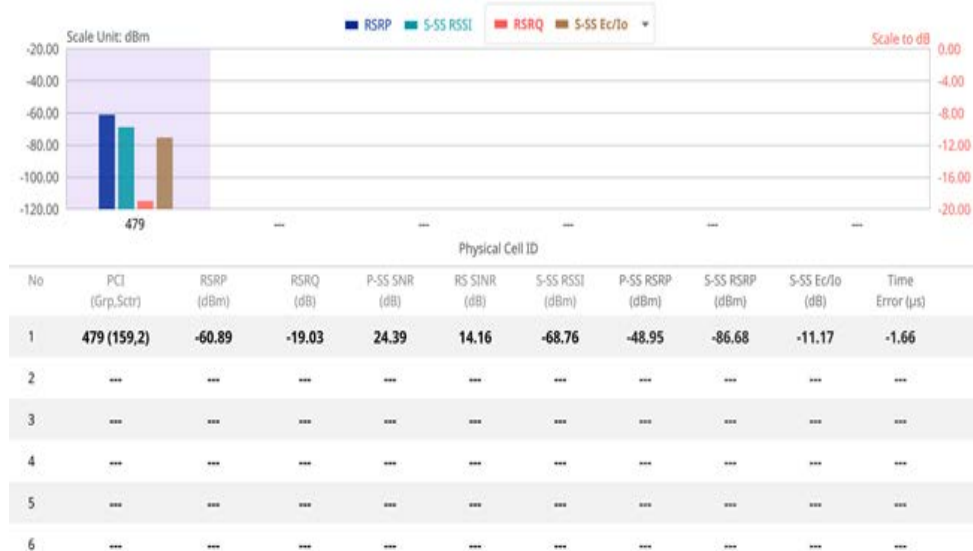 RSRP S-SS RSSI RSRQ S-SS Ec/Io
Scale Unit: dBm Scale to dB
-20.00 0.00
-40.00 -4.00
-60.00 -8.00
-80.00 -12.00
-100.00 -16.00
-120.00 -20.00
479 --- --- --- --- ---
Physical Cell ID
No PCI RSRP RSRQ P-SS SNR RS SINR S-SS RSSI P-SS RSRP S-SS RSRP S-SS Ec/Io Time
(Grp,Sctr) (dBm) (dB) (dB) (dB) (dBm) (dBm) (dBm) (dB) Error (µs)
1 479 (159,2) -60.89 -19.03 24.39 14.16 -68.76 -48.95 -86.68 -11.17 -1.66
2 --- --- --- --- --- --- --- --- --- ---
3 --- --- --- --- --- --- --- --- --- ---
4 --- --- --- --- --- --- --- --- --- ---
5 --- --- --- --- --- --- --- --- --- ---
6 --- --- --- --- --- --- --- --- --- ---